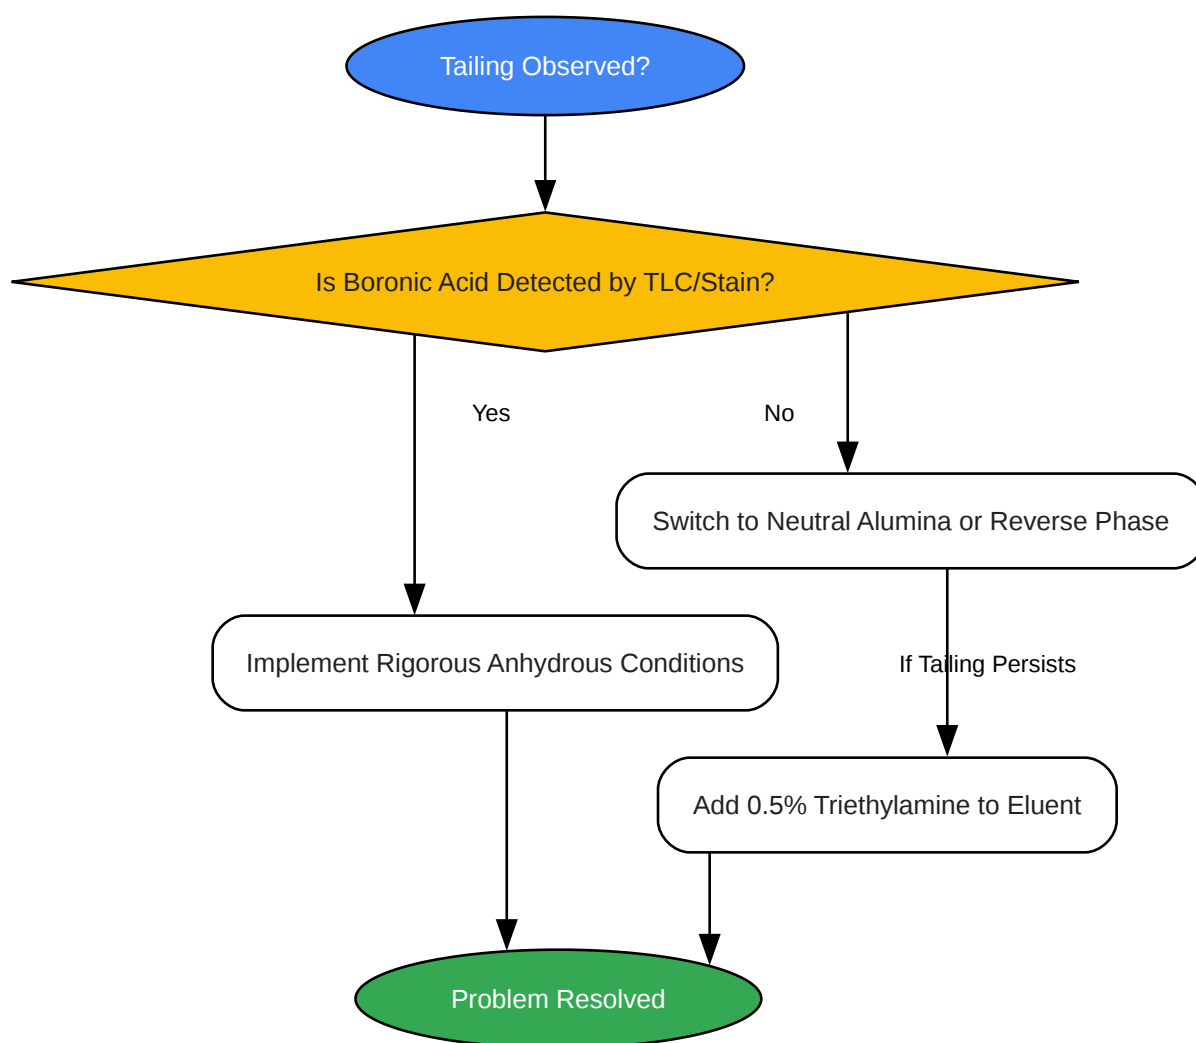 Tailing Observed?
Is Boronic Acid Detected by TLC/Stain?
Yes
No
Switch to Neutral Alumina or Reverse Phase
Implement Rigorous Anhydrous Conditions
If Tailing Persists
Add 0.5% Triethylamine to Eluent
Problem Resolved